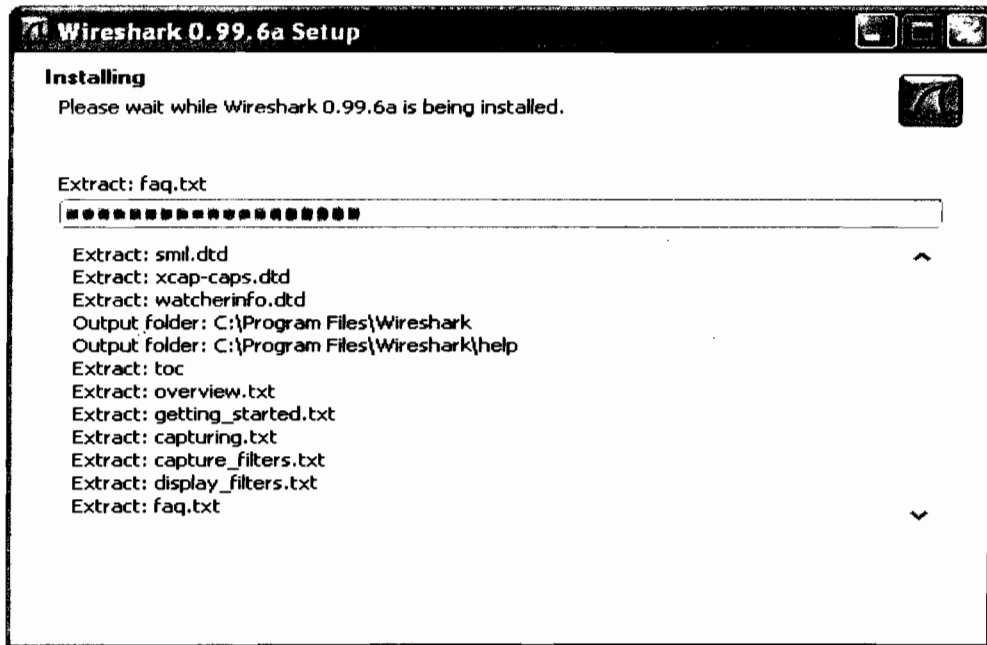 Wireshark 0.99.6a Setup
Installing
Please wait while Wireshark 0.99.6a is being installed.
Extract: faq.txt
Extract: smil.dtd
Extract: xcap-caps.dtd
Extract: watcherinfo.dtd
Output folder: C:\Program Files\Wireshark
Output folder: C:\Program Files\Wireshark\help
Extract: toc
Extract: overview.txt
Extract: getting_started.txt
Extract: capturing.txt
Extract: capture_filters.txt
Extract: display_filters.txt
Extract: faq.txt